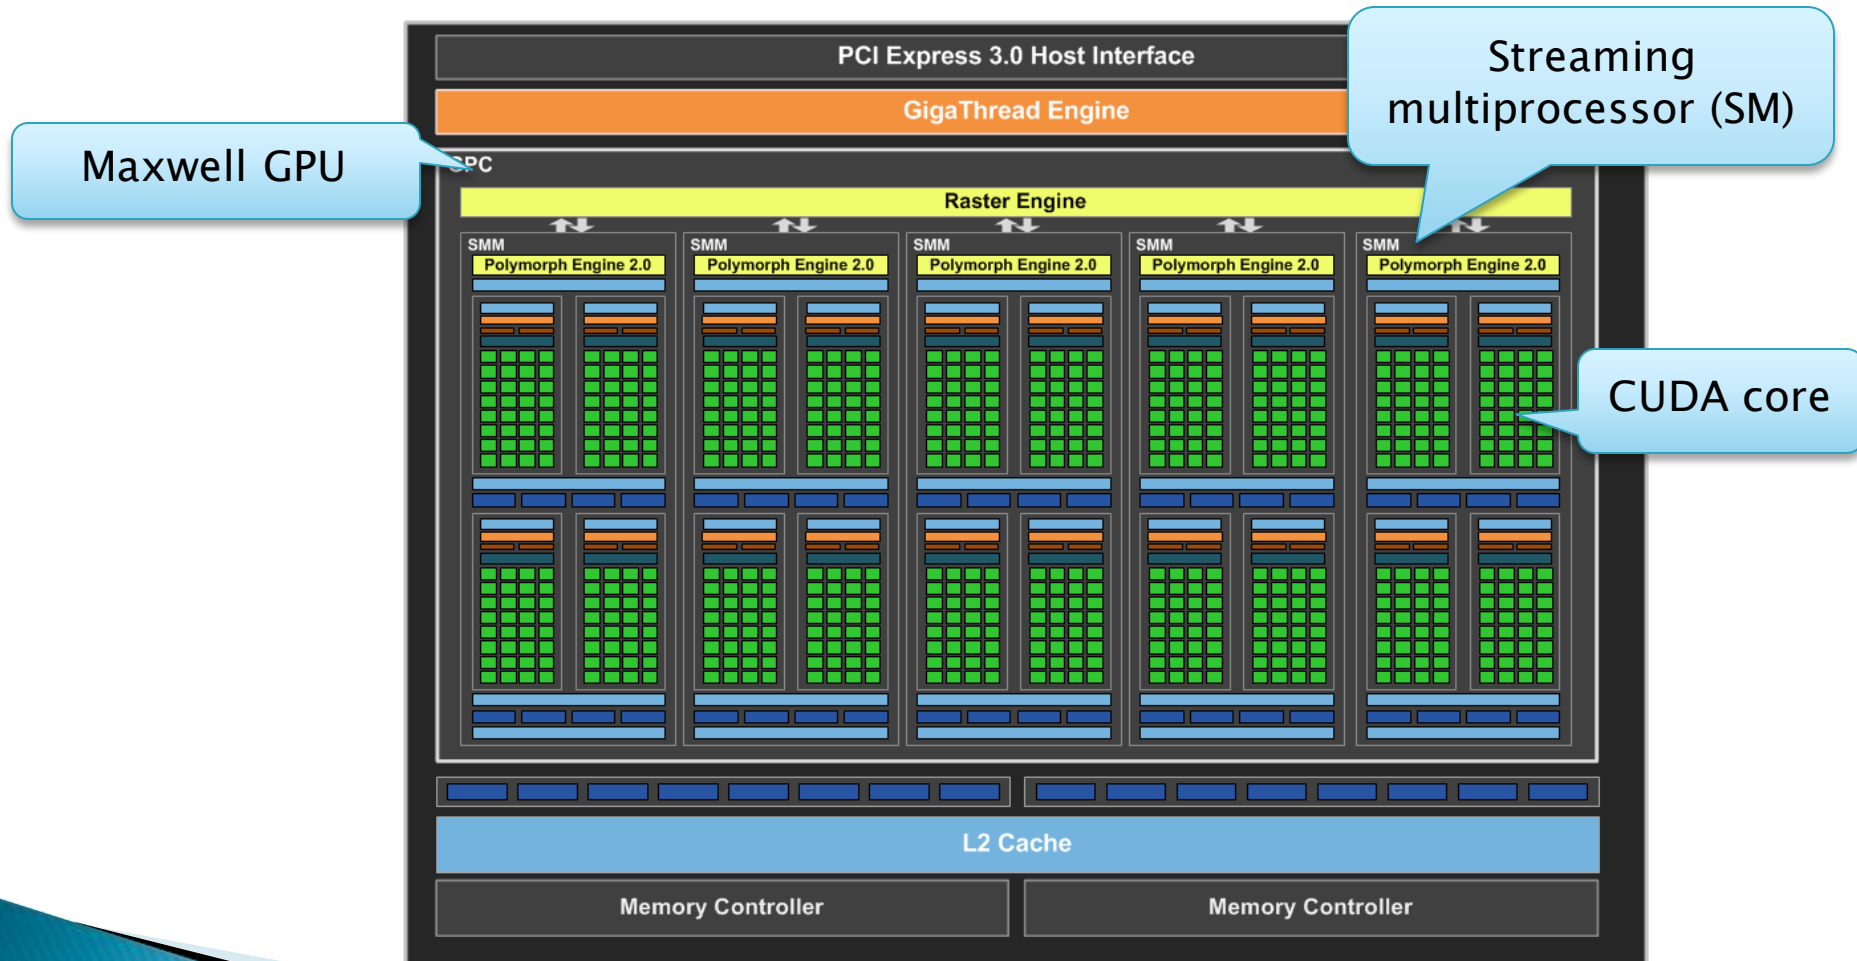 PCI Express 3.0 Host Interface
Streaming
multiprocessor (SM)
GigaThread Engine
Maxwell GPU
GPC
Raster Engine
SMM SMM SMM SMM SMM
Polymorph Engine 2.0 Polymorph Engine 2.0 Polymorph Engine 2.0 Polymorph Engine 2.0 Polymorph Engine 2.0
CUDA core
L2 Cache
Memory Controller Memory Controller